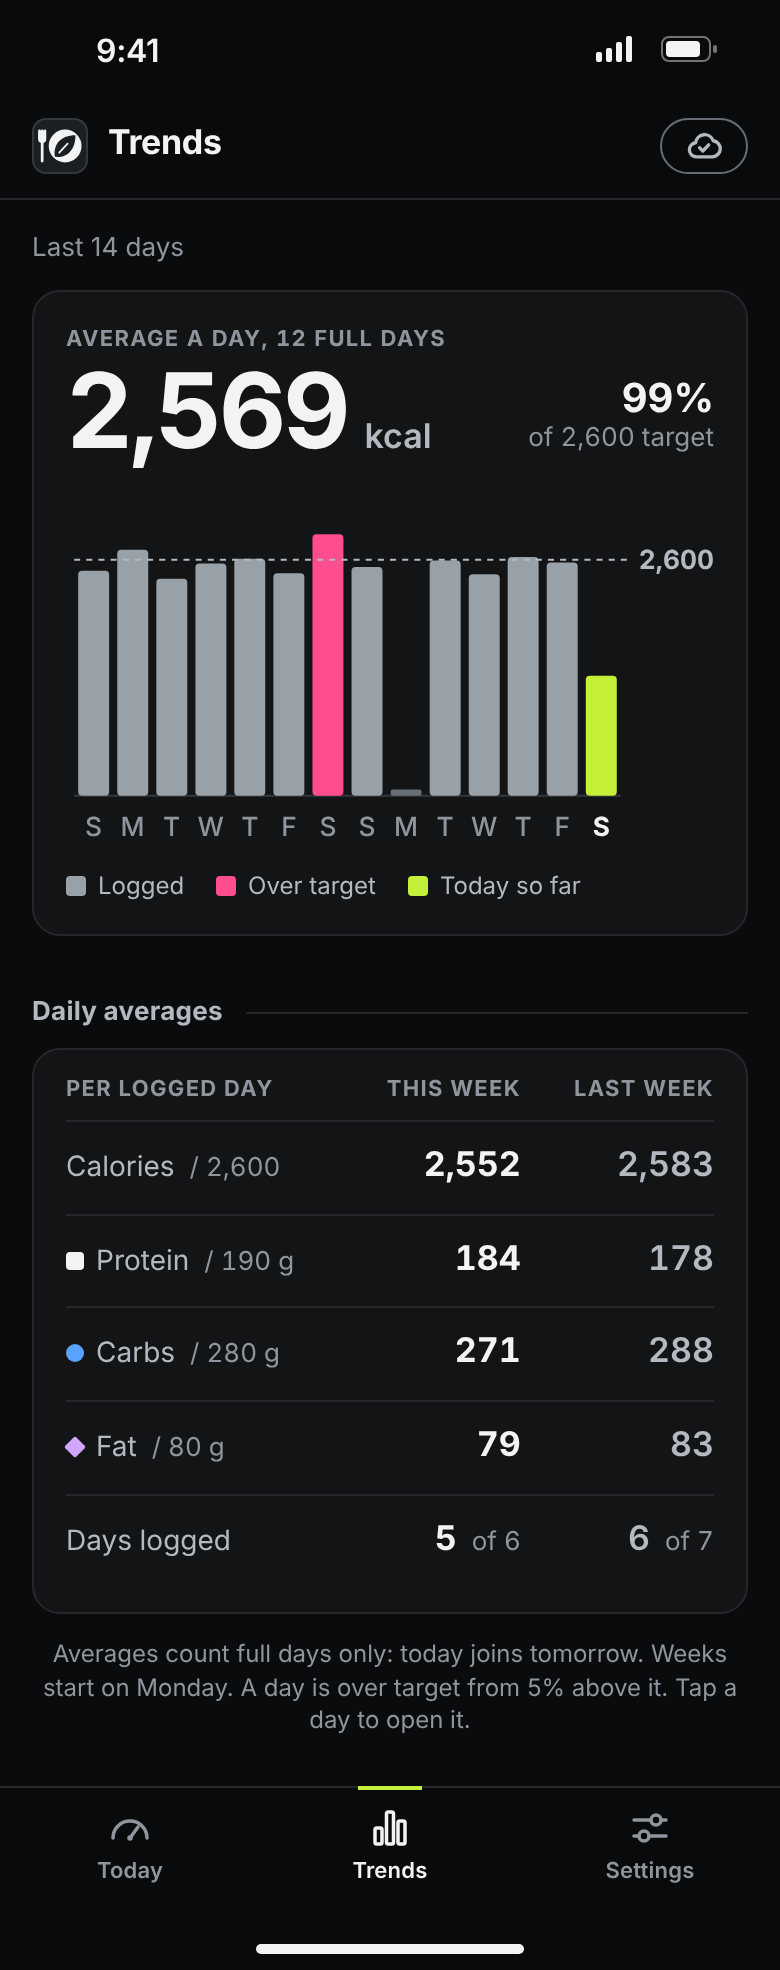 9:41
Trends
Last 14 days
AVERAGE A DAY, 12 FULL DAYS
2,569 kcal
99%
of 2,600 target
2,600
S M T W T F S S M T W T F S
Logged Over target Today so far
Daily averages
PER LOGGED DAY THIS WEEK LAST WEEK
Calories / 2,600 2,552 2,583
Protein / 190 g 184 178
Carbs / 280 g 271 288
Fat / 80 g 79 83
Days logged 5 of 6 6 of 7
Averages count full days only: today joins tomorrow. Weeks
start on Monday. A day is over target from 5% above it. Tap a
day to open it.
Today Trends Settings